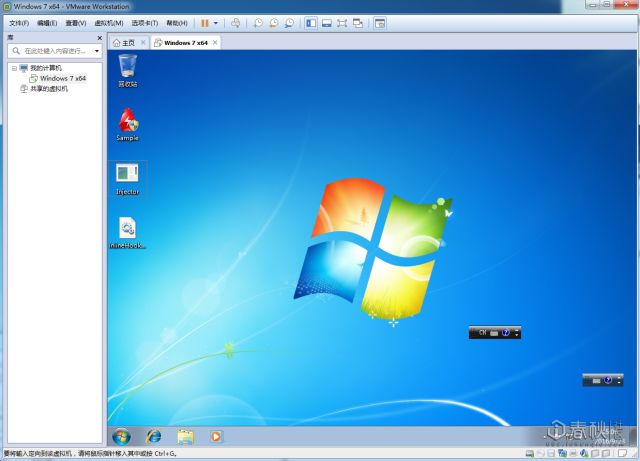 Windows 7 x64 - VMware Workstation
文件(F) 编辑(E) 查看(V) 虚拟机(M) 选项卡(T) 帮助(H)
库
在此处键入内容进行...
我的计算机
Windows 7 x64
共享的虚拟机
主页
Windows 7 x64
回收站
Sample
Injector
InlineHook...
CN
春秋
要将输入定向到该虚拟机，请将鼠标指针移入其中或按 Ctrl+G。